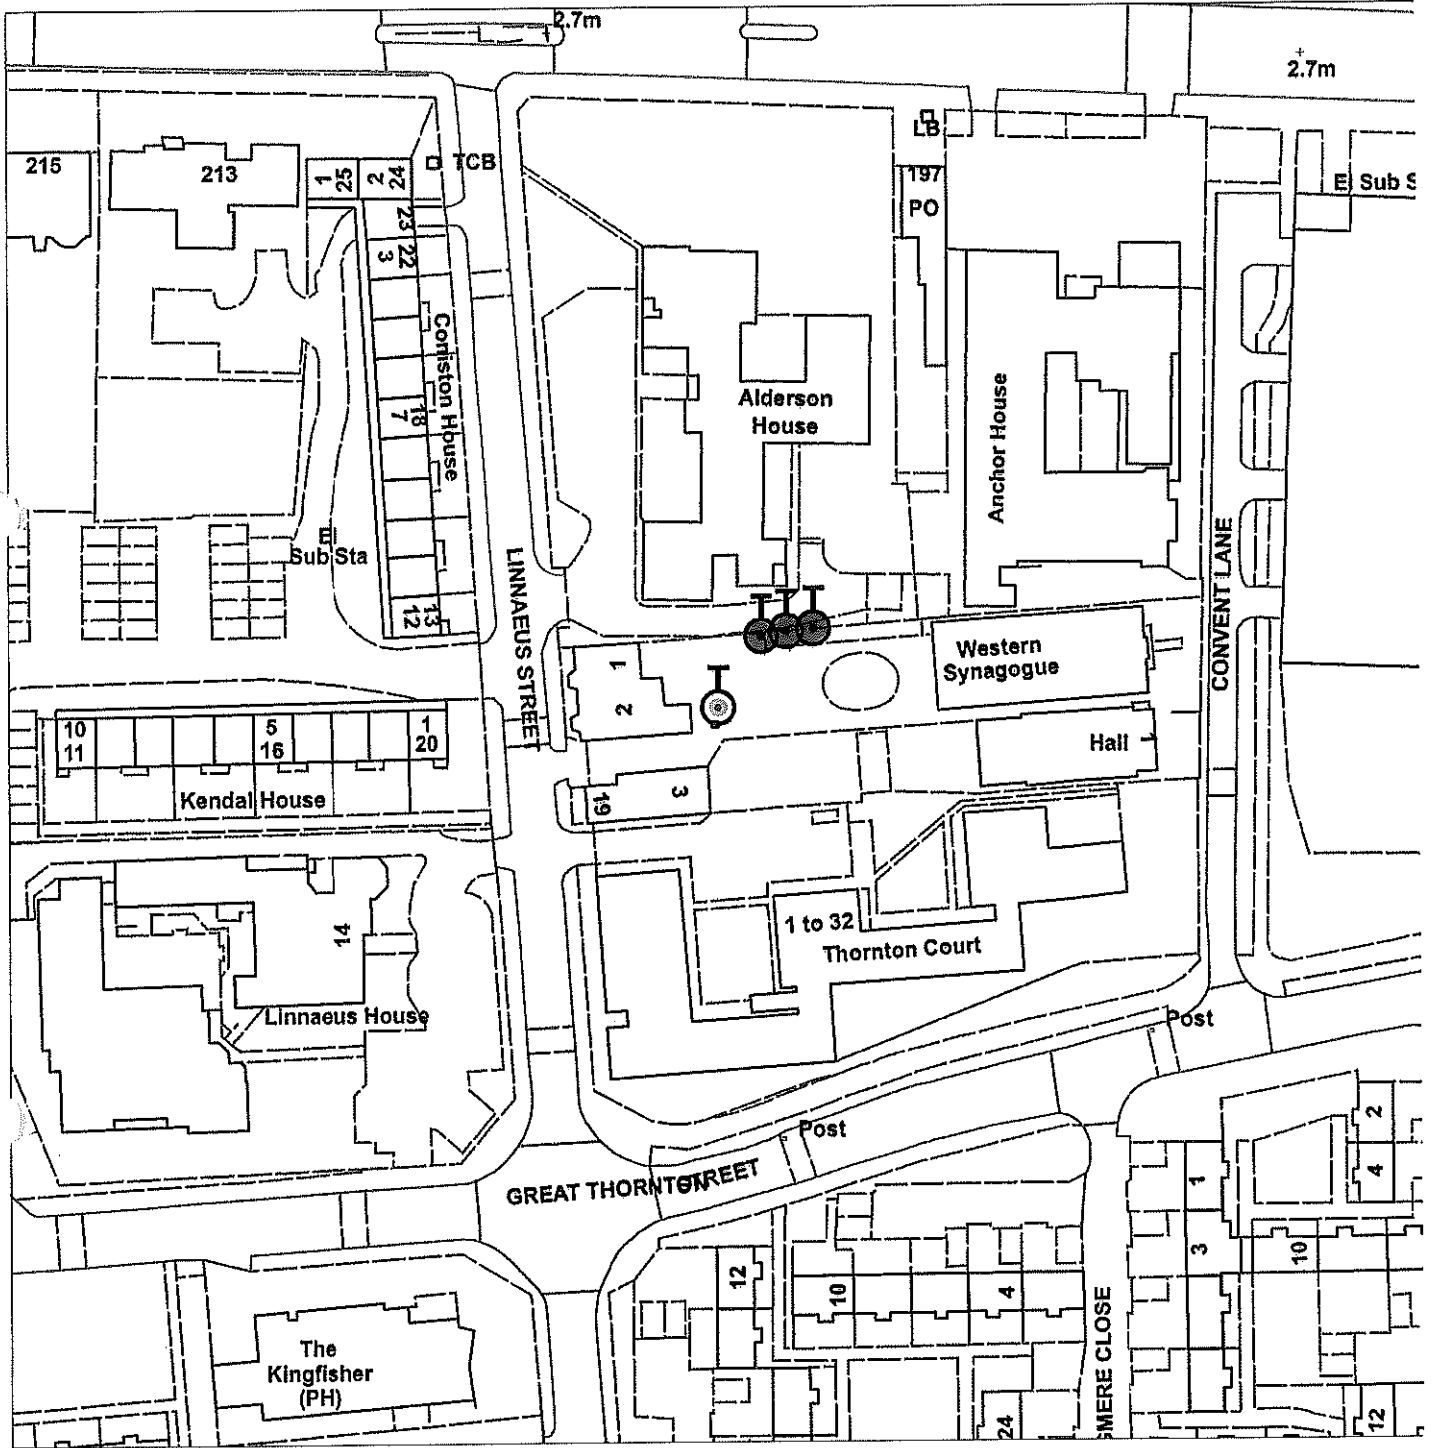 2.7m
2.7m
LB
215
213
1
25
2
24
TCB
197
PO
El Sub S
23
22
3
Coniston House
18
7
Alderson
House
Anchor House
El
Sub Sta
13
12
LINNAEUS STREET
CONVENT LANE
1
2
Western
Synagogue
10
11
5
16
1
20
Hall
Kendal House
19
3
14
1 to 32
Thornton Court
Linnaeus House
Post
Post
GREAT THORNTON STREET
2
4
1
3
10
12
10
4
The
Kingfisher
(PH)
GMERE CLOSE
24
12